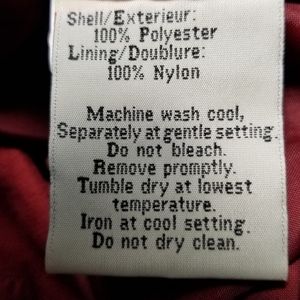 Shell/Exterieur:
100% Polyester
Lining/Doublure:
100% Nylon
Machine wash cool,
Separately at gentle setting.
Do not bleach.
Remove promptly.
Tumble dry at lowest
temperature.
Iron at cool setting.
Do not dry clean.